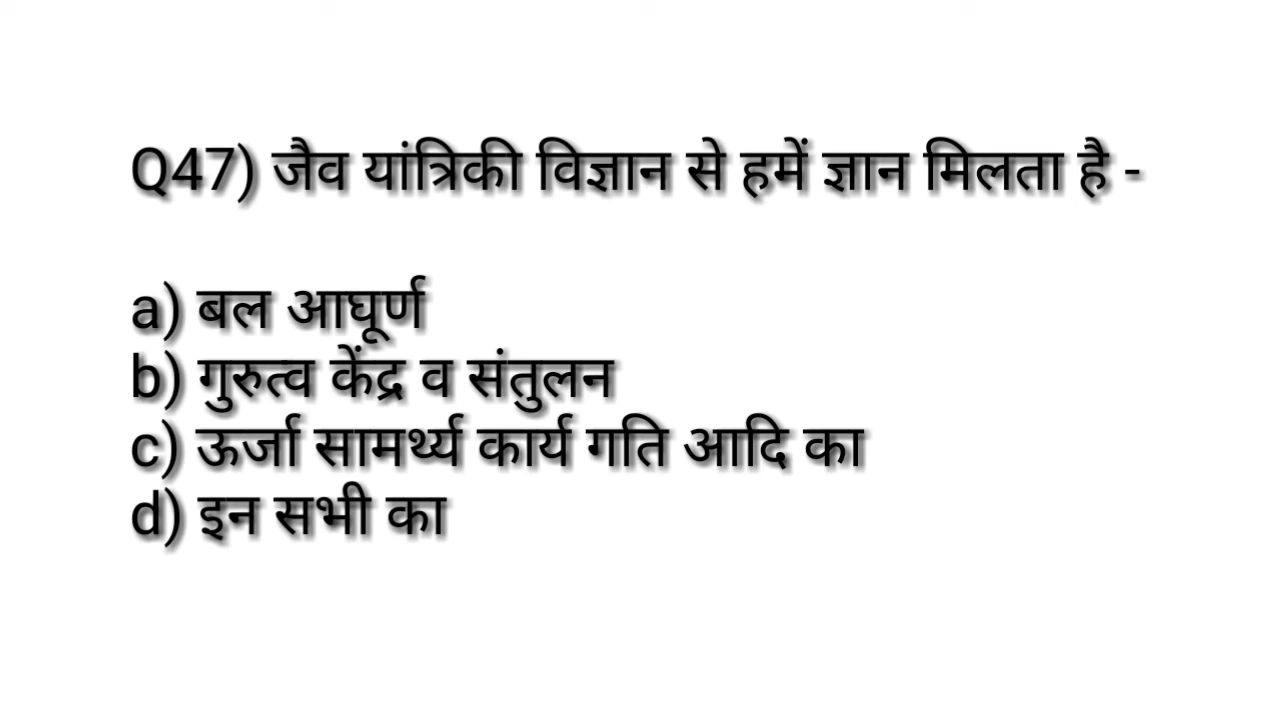 Q47) जैव यांत्रिकी विज्ञान से हमें ज्ञान मिलता है -
a) बल आघूर्ण
b) गुरुत्व केंद्र व संतुलन
c) ऊर्जा सामर्थ्य कार्य गति आदि का
d) इन सभी का